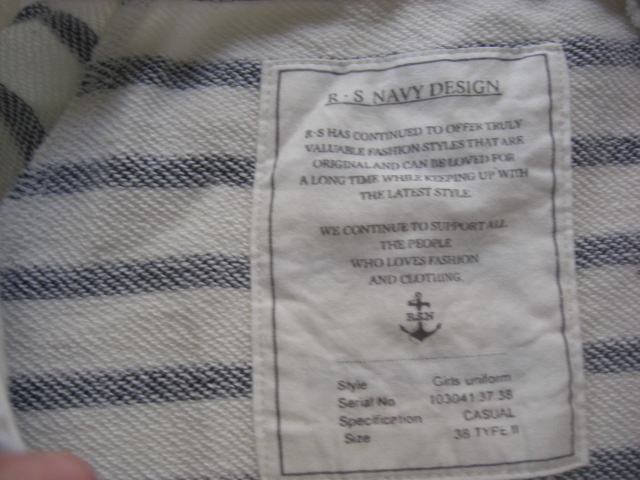 R·S NAVY DESIGN
R·S HAS CONTINUED TO OFFER TRULY
VALUABLE FASHION STYLES THAT ARE
ORIGINAL AND CAN BE LOVED FOR
A LONG TIME WHILE KEEPING UP WITH
THE LATEST STYLE.
WE CONTINUE TO SUPPORT ALL
THE PEOPLE
WHO LOVES FASHION
AND CLOTHING.
R.S.N
Style Girls uniform
Serial No 103041 37 38
Specification CASUAL
Size 38 TYPE II